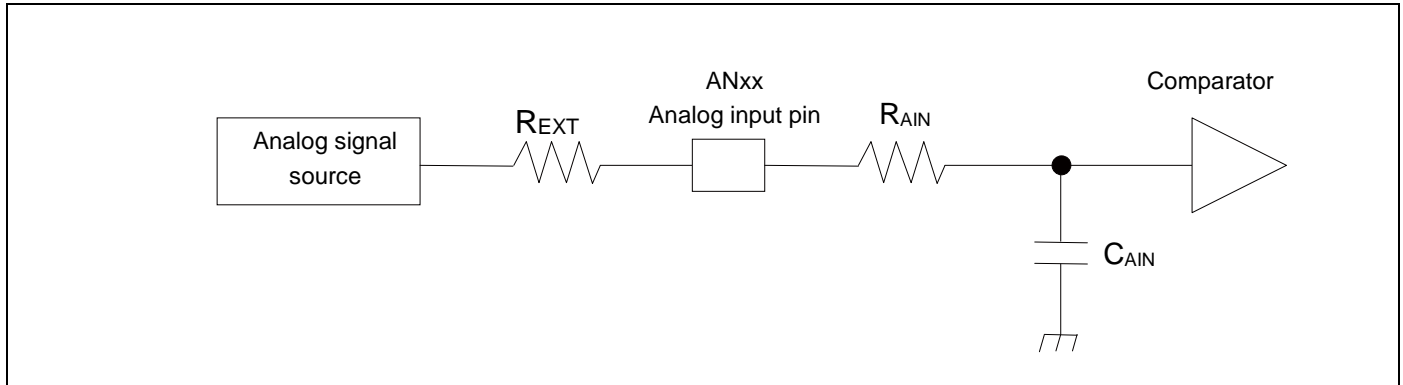 Analog signal
source
REXT
ANxx
Analog input pin
RAIN
Comparator
CAIN